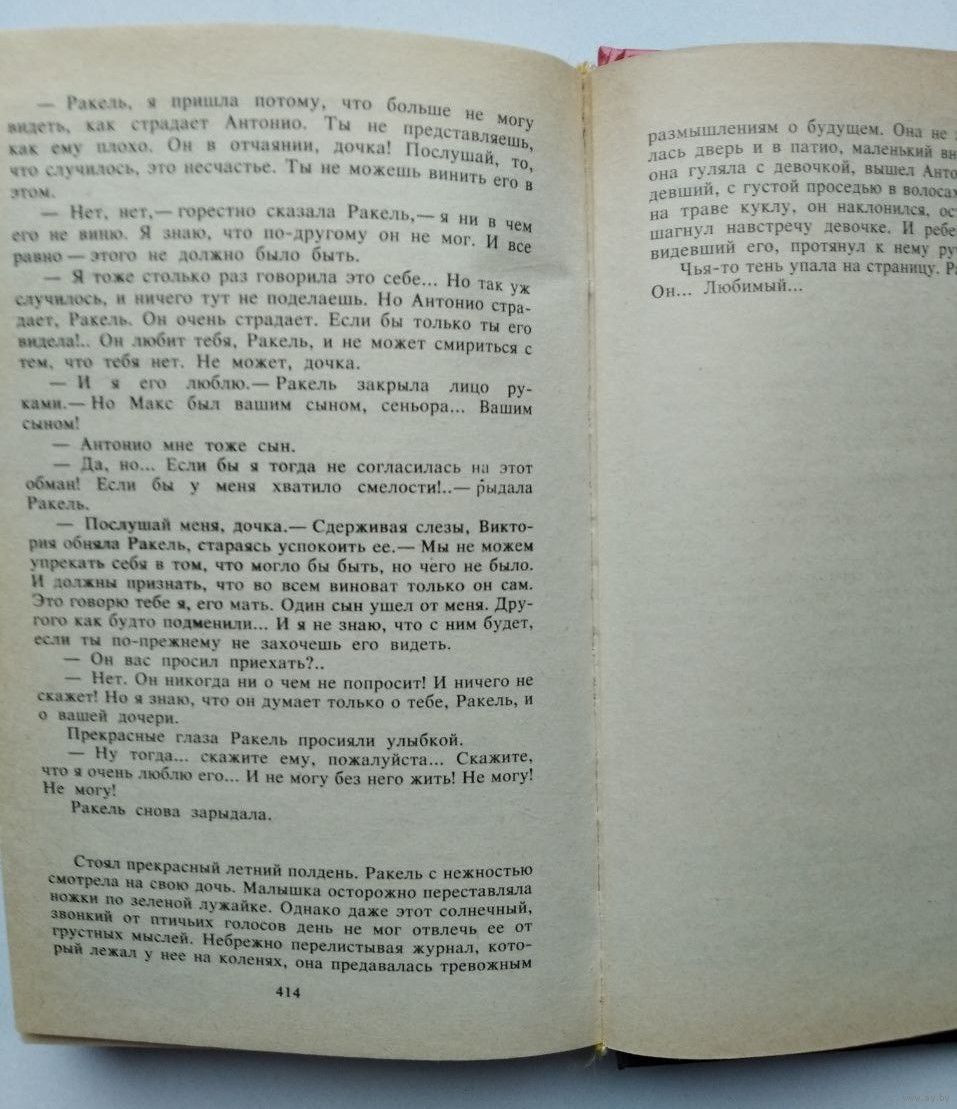 — Ракель, я пришла потому, что больше не могу
видеть, как страдает Антонио. Ты не представляешь,
как ему плохо. Он в отчаянии, дочка! Послушай, то,
что случилось, это несчастье. Ты не можешь винить его в
этом.
— Нет, нет,— горестно сказала Ракель,— я ни в чем
его не виню. Я знаю, что по-другому он не мог. И все
равно — этого не должно было быть.
— Я тоже столько раз говорила это себе... Но так уж
случилось, и ничего тут не поделаешь. Но Антонио стра-
дает, Ракель. Он очень страдает. Если бы только ты его
видела!.. Он любит тебя, Ракель, и не может смириться с
тем, что тебя нет. Не может, дочка.
— И я его люблю.— Ракель закрыла лицо ру-
ками.— Но Макс был вашим сыном, сеньора... Вашим
сыном!
— Антонио мне тоже сын.
— Да, но... Если бы я тогда не согласилась на этот
обман! Если бы у меня хватило смелости!..— рыдала
Ракель.
— Послушай меня, дочка.— Сдерживая слезы, Викто-
рия обняла Ракель, стараясь успокоить ее.— Мы не можем
упрекать себя в том, что могло бы быть, но чего не было.
И должны признать, что во всем виноват только он сам.
Это говорю тебе я, его мать. Один сын ушел от меня. Дру-
гого как будто подменили... И я не знаю, что с ним будет,
если ты по-прежнему не захочешь его видеть.
— Он вас просил приехать?..
— Нет. Он никогда ни о чем не попросит! И ничего не
скажет! Но я знаю, что он думает только о тебе, Ракель, и
о вашей дочери.
Прекрасные глаза Ракель просияли улыбкой.
— Ну тогда... скажите ему, пожалуйста... Скажите,
что я очень люблю его... И не могу без него жить! Не могу!
Не могу!
Ракель снова зарыдала.
Стоял прекрасный летний полдень. Ракель с нежностью
смотрела на свою дочь. Малышка осторожно переставляла
ножки по зеленой лужайке. Однако даже этот солнечный,
звонкий от птичьих голосов день не мог отвлечь ее от
грустных мыслей. Небрежно перелистывая журнал, кото-
рый лежал у нее на коленях, она предавалась тревожным
414
размышлениям о будущем. Она не
лась дверь и в патио, маленький
она гуляла с девочкой, вышел
девший, с густой проседью в волосах
на траве куклу, он наклонился,
шагнул навстречу девочке. И
видевший его, протянул к нему
Чья-то тень упала на страницу.
Он... Любимый...
www.ay.by